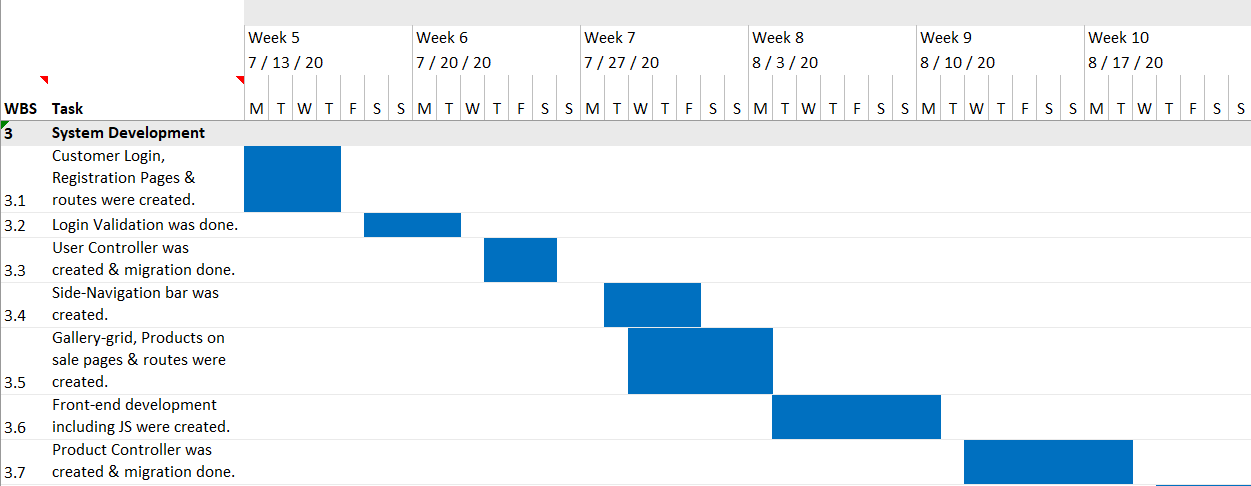 Week 5 Week 6 Week 7 Week 8 Week 9 Week 10
7 / 13 / 20 7 / 20 / 20 7 / 27 / 20 8 / 3 / 20 8 / 10 / 20 8 / 17 / 20
WBS Task M T W T F S S M T W T F S S M T W T F S S M T W T F S S M T W T F S S M T W T F S S
3 System Development
Customer Login,
Registration Pages &
3.1 routes were created.
3.2 Login Validation was done.
User Controller was
3.3 created & migration done.
Side-Navigation bar was
3.4 created.
Gallery-grid, Products on
sale pages & routes were
3.5 created.
Front-end development
3.6 including JS were created.
Product Controller was
3.7 created & migration done.